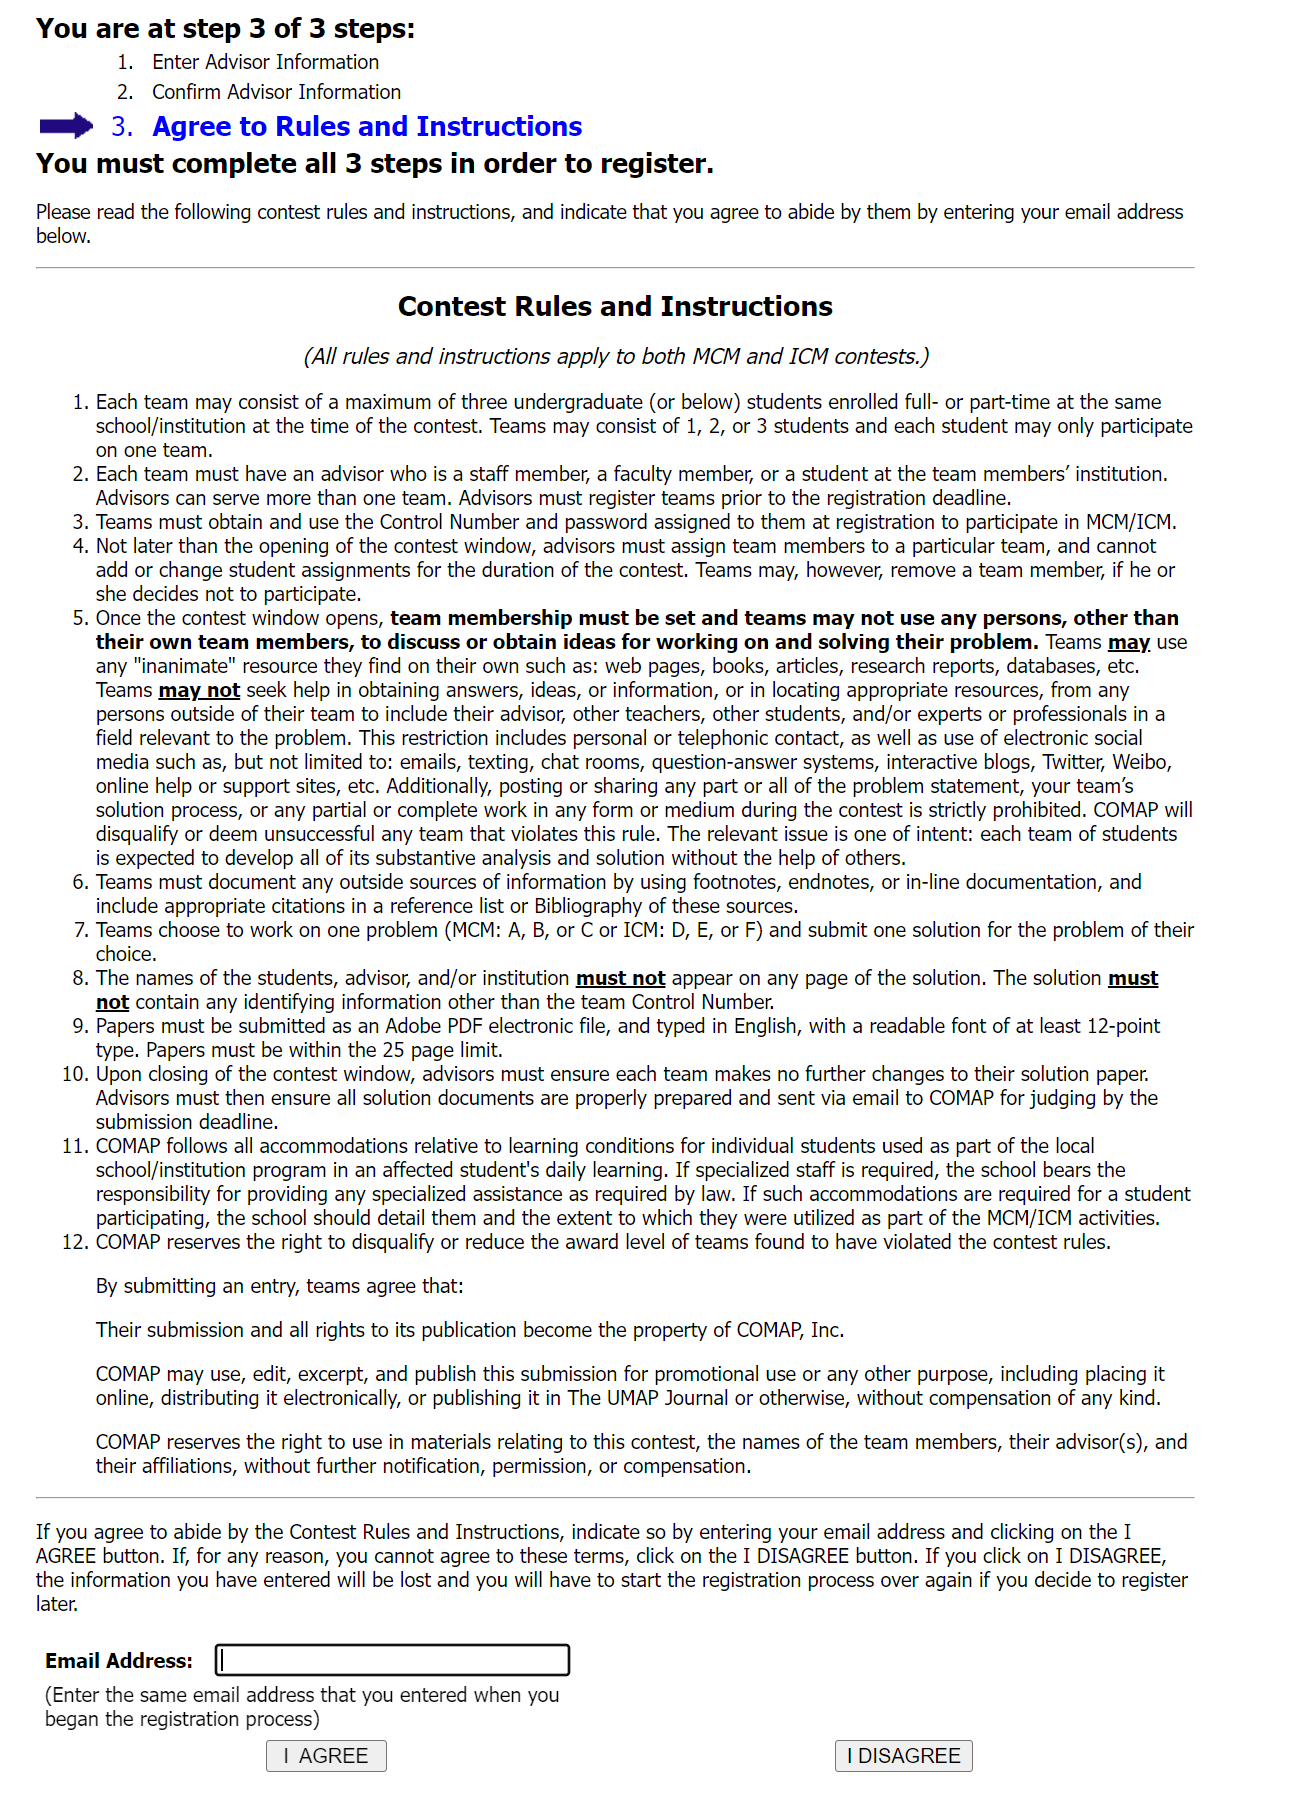 You are at step 3 of 3 steps:
1. Enter Advisor Information
2. Confirm Advisor Information
3. Agree to Rules and Instructions
You must complete all 3 steps in order to register.
Please read the following contest rules and instructions, and indicate that you agree to abide by them by entering your email address
below.
Contest Rules and Instructions
(All rules and instructions apply to both MCM and ICM contests.)
1. Each team may consist of a maximum of three undergraduate (or below) students enrolled full- or part-time at the same
school/institution at the time of the contest. Teams may consist of 1, 2, or 3 students and each student may only participate
on one team.
2. Each team must have an advisor who is a staff member, a faculty member, or a student at the team members’ institution.
Advisors can serve more than one team. Advisors must register teams prior to the registration deadline.
3. Teams must obtain and use the Control Number and password assigned to them at registration to participate in MCM/ICM.
4. Not later than the opening of the contest window, advisors must assign team members to a particular team, and cannot
add or change student assignments for the duration of the contest. Teams may, however, remove a team member, if he or
she decides not to participate.
5. Once the contest window opens, team membership must be set and teams may not use any persons, other than
their own team members, to discuss or obtain ideas for working on and solving their problem. Teams may use
any "inanimate" resource they find on their own such as: web pages, books, articles, research reports, databases, etc.
Teams may not seek help in obtaining answers, ideas, or information, or in locating appropriate resources, from any
persons outside of their team to include their advisor, other teachers, other students, and/or experts or professionals in a
field relevant to the problem. This restriction includes personal or telephonic contact, as well as use of electronic social
media such as, but not limited to: emails, texting, chat rooms, question-answer systems, interactive blogs, Twitter, Weibo,
online help or support sites, etc. Additionally, posting or sharing any part or all of the problem statement, your team’s
solution process, or any partial or complete work in any form or medium during the contest is strictly prohibited. COMAP will
disqualify or deem unsuccessful any team that violates this rule. The relevant issue is one of intent: each team of students
is expected to develop all of its substantive analysis and solution without the help of others.
6. Teams must document any outside sources of information by using footnotes, endnotes, or in-line documentation, and
include appropriate citations in a reference list or Bibliography of these sources.
7. Teams choose to work on one problem (MCM: A, B, or C or ICM: D, E, or F) and submit one solution for the problem of their
choice.
8. The names of the students, advisor, and/or institution must not appear on any page of the solution. The solution must
not contain any identifying information other than the team Control Number.
9. Papers must be submitted as an Adobe PDF electronic file, and typed in English, with a readable font of at least 12-point
type. Papers must be within the 25 page limit.
10. Upon closing of the contest window, advisors must ensure each team makes no further changes to their solution paper.
Advisors must then ensure all solution documents are properly prepared and sent via email to COMAP for judging by the
submission deadline.
11. COMAP follows all accommodations relative to learning conditions for individual students used as part of the local
school/institution program in an affected student's daily learning. If specialized staff is required, the school bears the
responsibility for providing any specialized assistance as required by law. If such accommodations are required for a student
participating, the school should detail them and the extent to which they were utilized as part of the MCM/ICM activities.
12. COMAP reserves the right to disqualify or reduce the award level of teams found to have violated the contest rules.
By submitting an entry, teams agree that:
Their submission and all rights to its publication become the property of COMAP, Inc.
COMAP may use, edit, excerpt, and publish this submission for promotional use or any other purpose, including placing it
online, distributing it electronically, or publishing it in The UMAP Journal or otherwise, without compensation of any kind.
COMAP reserves the right to use in materials relating to this contest, the names of the team members, their advisor(s), and
their affiliations, without further notification, permission, or compensation.
If you agree to abide by the Contest Rules and Instructions, indicate so by entering your email address and clicking on the I
AGREE button. If, for any reason, you cannot agree to these terms, click on the I DISAGREE button. If you click on I DISAGREE,
the information you have entered will be lost and you will have to start the registration process over again if you decide to register
later.
Email Address:
(Enter the same email address that you entered when you
began the registration process)
I AGREE
I DISAGREE